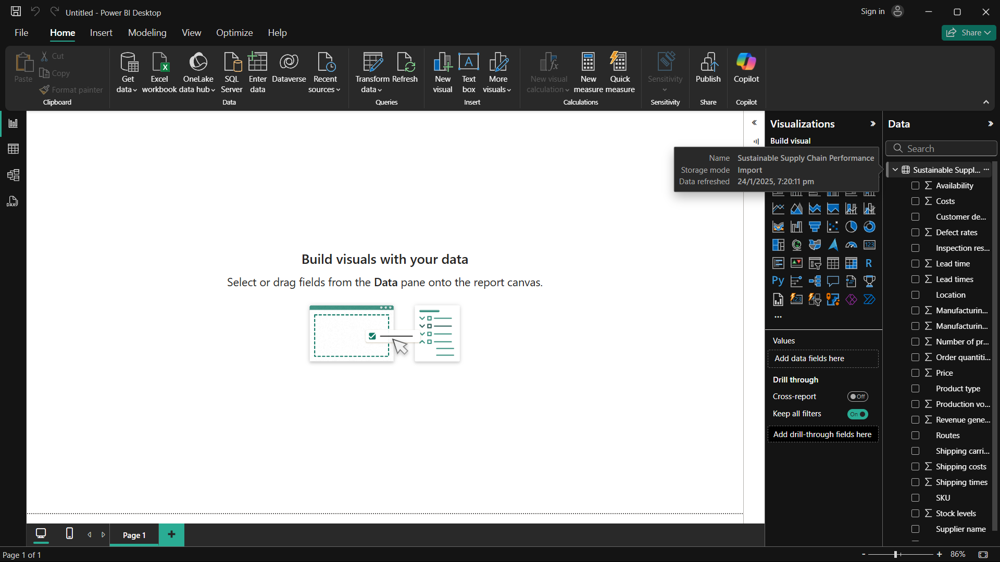 Untitled - Power BI Desktop
Sign in
File Home Insert Modeling View Optimize Help
Share
Paste
Cut
Copy
Format painter
Clipboard
Get data
Excel workbook
OneLake data hub
SQL Server
Enter data
Dataverse
Recent sources
Data
Transform data
Refresh
Queries
New visual
Text box
More visuals
Insert
New visual calculation
New measure
Quick measure
Calculations
Sensitivity
Sensitivity
Publish
Share
Copilot
Copilot
DAX
Build visuals with your data
Select or drag fields from the Data pane onto the report canvas.
Visualizations
Build visual
Name Sustainable Supply Chain Performance
Storage mode Import
Data refreshed 24/1/2025, 7:20:11 pm
123
R
Py
123
Values
Add data fields here
Drill through
Cross-report Off
Keep all filters On
Add drill-through fields here
Data
Search
Sustainable Suppl...
Availability
Costs
Customer de...
Defect rates
Inspection res...
Lead time
Lead times
Location
Manufacturin...
Manufacturin...
Number of pr...
Order quantiti...
Price
Product type
Production vo...
Revenue gene...
Routes
Shipping carri...
Shipping costs
Shipping times
SKU
Stock levels
Supplier name
Page 1
Page 1 of 1
86%